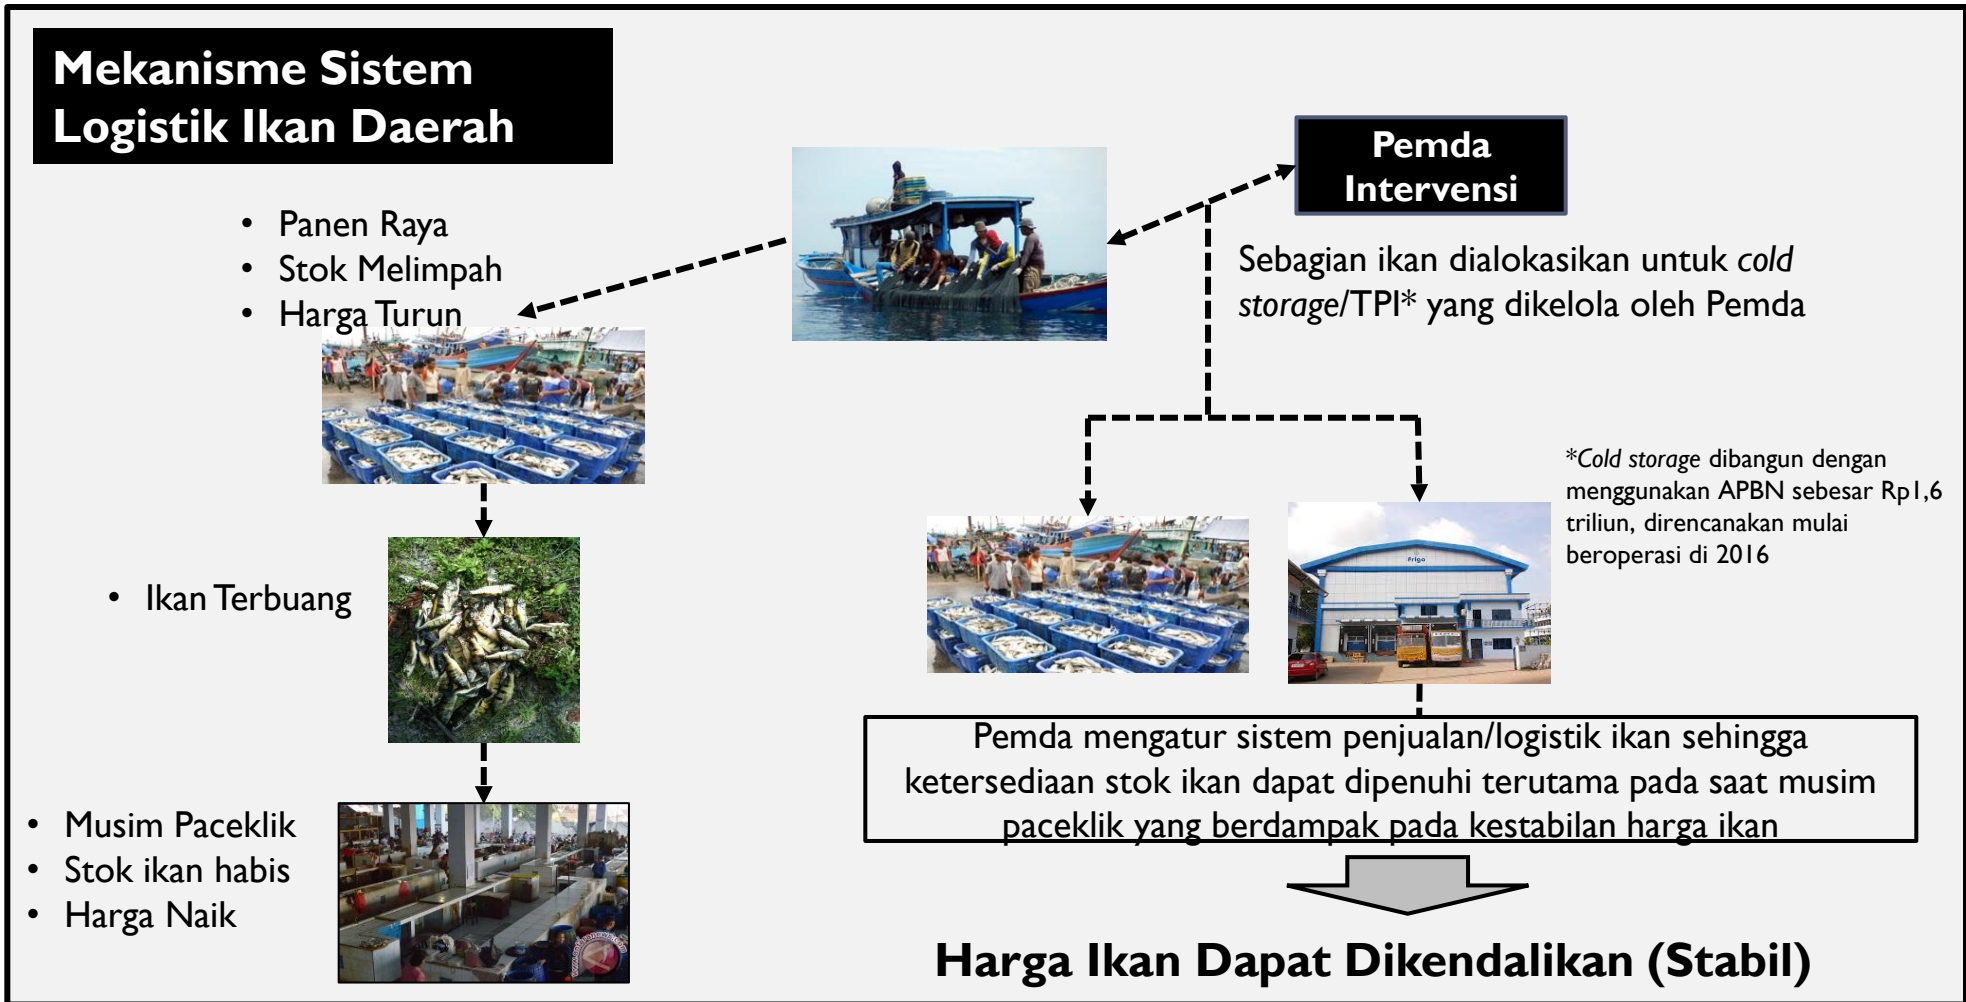 Mekanisme Sistem
Logistik Ikan Daerah
Pemda
Intervensi
• Panen Raya
• Stok Melimpah
• Harga Turun
Sebagian ikan dialokasikan untuk cold
storage/TPI* yang dikelola oleh Pemda
*Cold storage dibangun dengan
menggunakan APBN sebesar Rp1,6
triliun, direncanakan mulai
beroperasi di 2016
Frigo
• Ikan Terbuang
Pemda mengatur sistem penjualan/logistik ikan sehingga
ketersediaan stok ikan dapat dipenuhi terutama pada saat musim
paceklik yang berdampak pada kestabilan harga ikan
• Musim Paceklik
• Stok ikan habis
• Harga Naik
Harga Ikan Dapat Dikendalikan (Stabil)